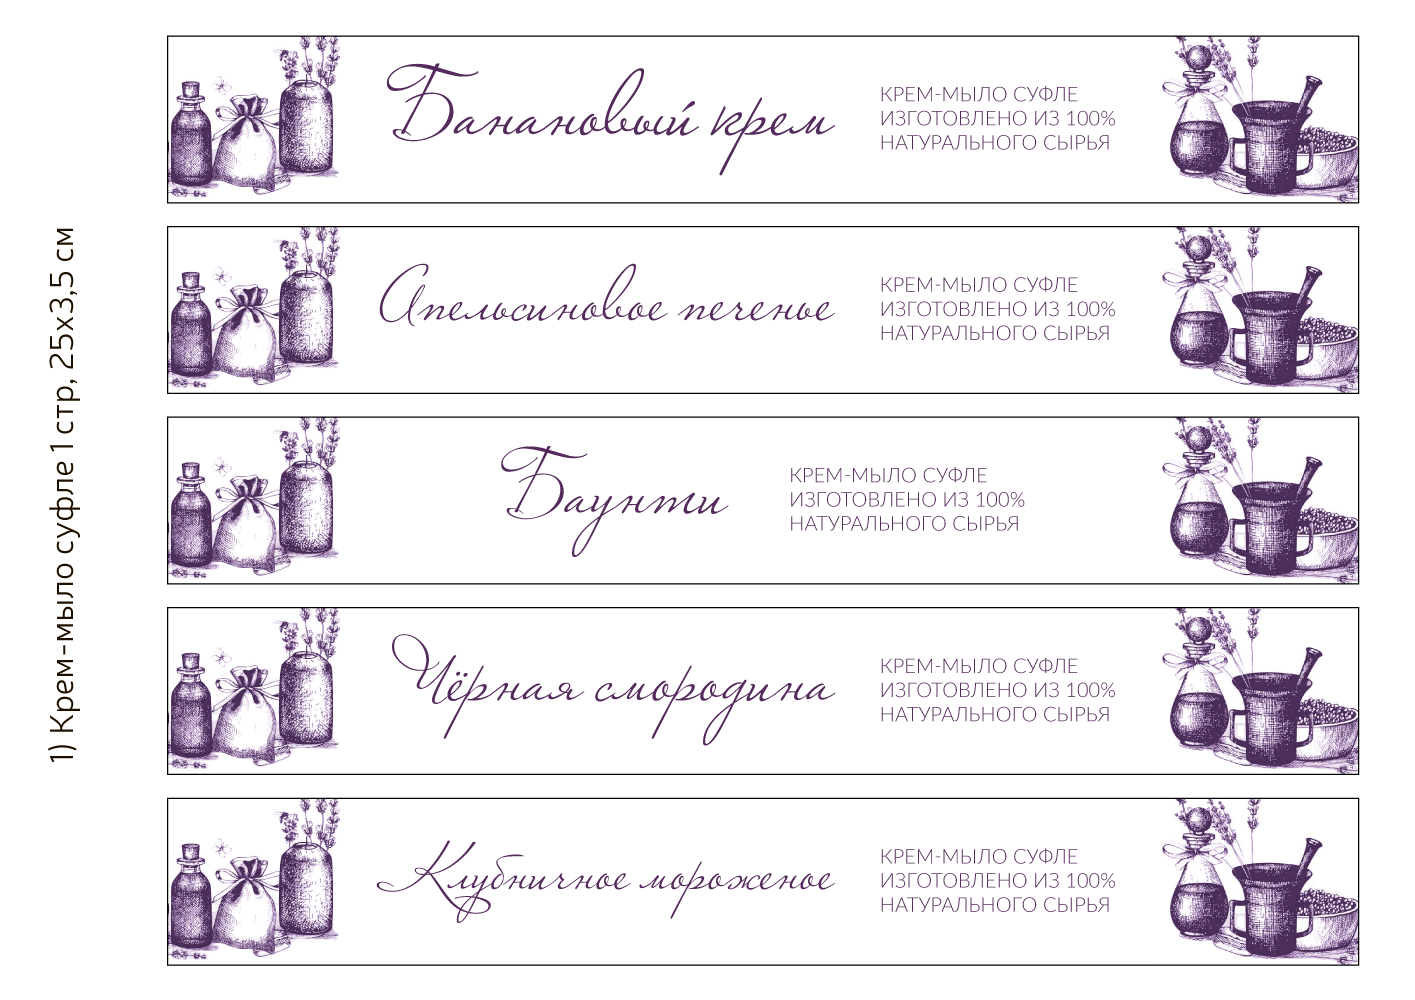 1) Крем-мыло суфле 1 стр, 25х3,5 см
Банановый крем
КРЕМ-МЫЛО СУФЛЕ
ИЗГОТОВЛЕНО ИЗ 100%
НАТУРАЛЬНОГО СЫРЬЯ
Апельсиновое печенье
КРЕМ-МЫЛО СУФЛЕ
ИЗГОТОВЛЕНО ИЗ 100%
НАТУРАЛЬНОГО СЫРЬЯ
Баунти
КРЕМ-МЫЛО СУФЛЕ
ИЗГОТОВЛЕНО ИЗ 100%
НАТУРАЛЬНОГО СЫРЬЯ
Чёрная смородина
КРЕМ-МЫЛО СУФЛЕ
ИЗГОТОВЛЕНО ИЗ 100%
НАТУРАЛЬНОГО СЫРЬЯ
Клубничное мороженое
КРЕМ-МЫЛО СУФЛЕ
ИЗГОТОВЛЕНО ИЗ 100%
НАТУРАЛЬНОГО СЫРЬЯ